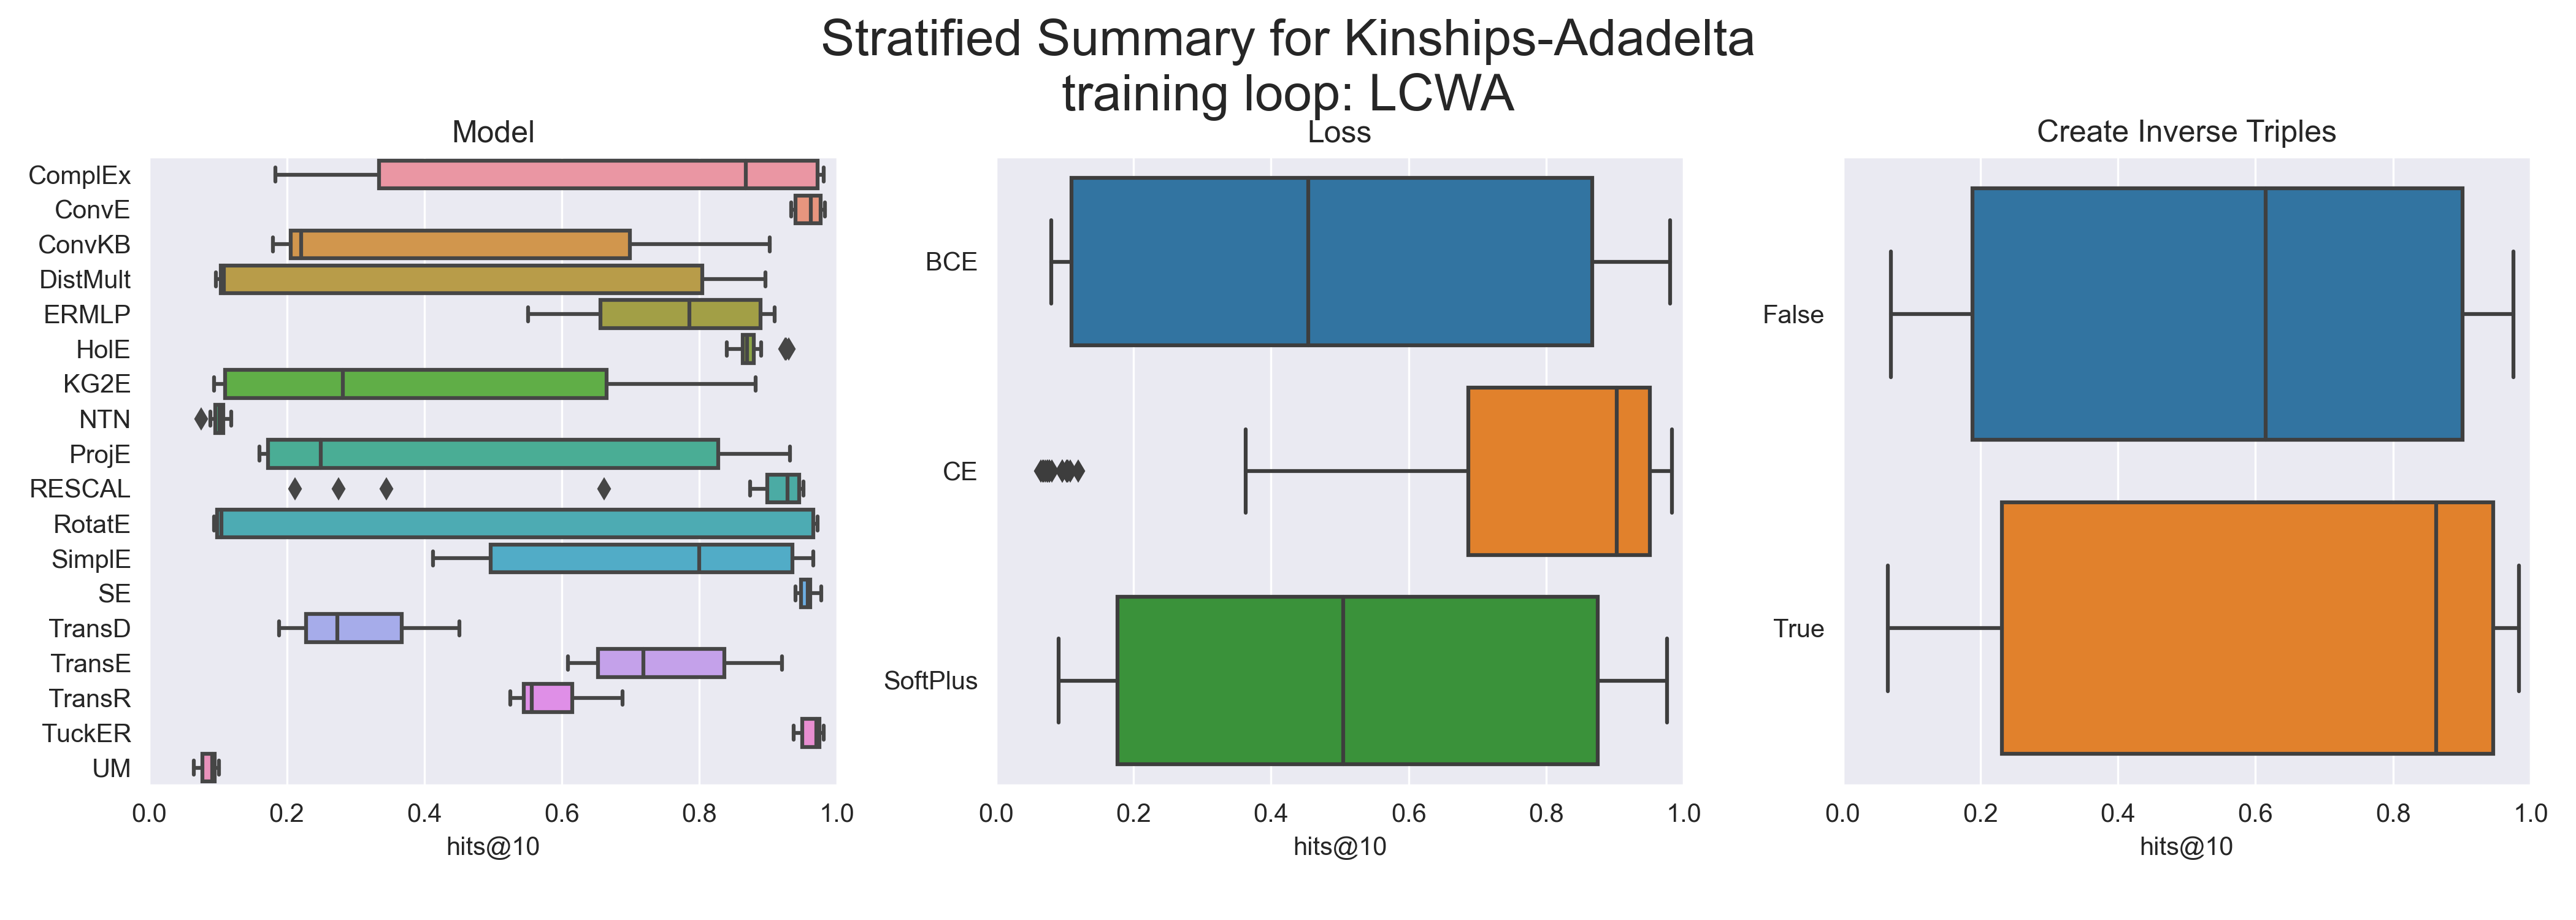 Stratified Summary for Kinships-Adadelta
training loop: LCWA
Model
ComplEx
ConvE
ConvKB
DistMult
ERMLP
HolE
KG2E
NTN
ProjE
RESCAL
RotatE
SimplE
SE
TransD
TransE
TransR
TuckER
UM
0.0 0.2 0.4 0.6 0.8 1.0
hits@10
Loss
BCE
CE
SoftPlus
0.0 0.2 0.4 0.6 0.8 1.0
hits@10
Create Inverse Triples
False
True
0.0 0.2 0.4 0.6 0.8 1.0
hits@10